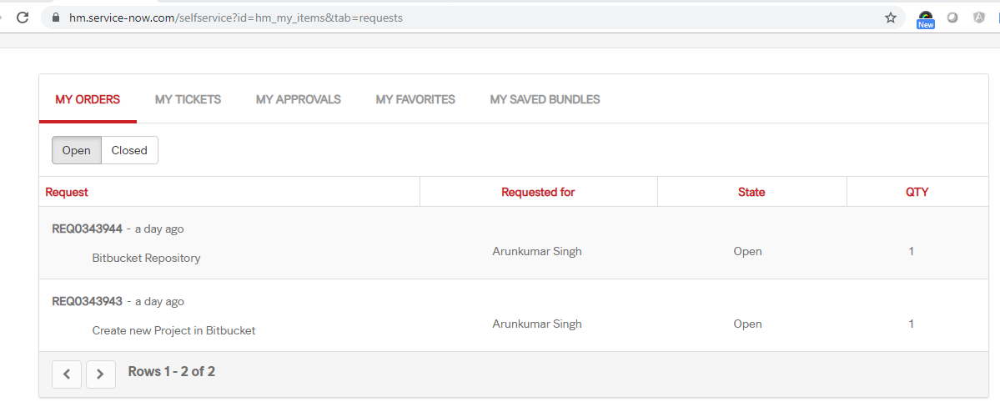 hm.service-now.com/selfservice?id=hm_my_items&tab=requests
New
MY ORDERS MY TICKETS MY APPROVALS MY FAVORITES MY SAVED BUNDLES
Open Closed
Request Requested for State QTY
REQ0343944 - a day ago
Bitbucket Repository Arunkumar Singh Open 1
REQ0343943 - a day ago
Create new Project in Bitbucket Arunkumar Singh Open 1
Rows 1 - 2 of 2